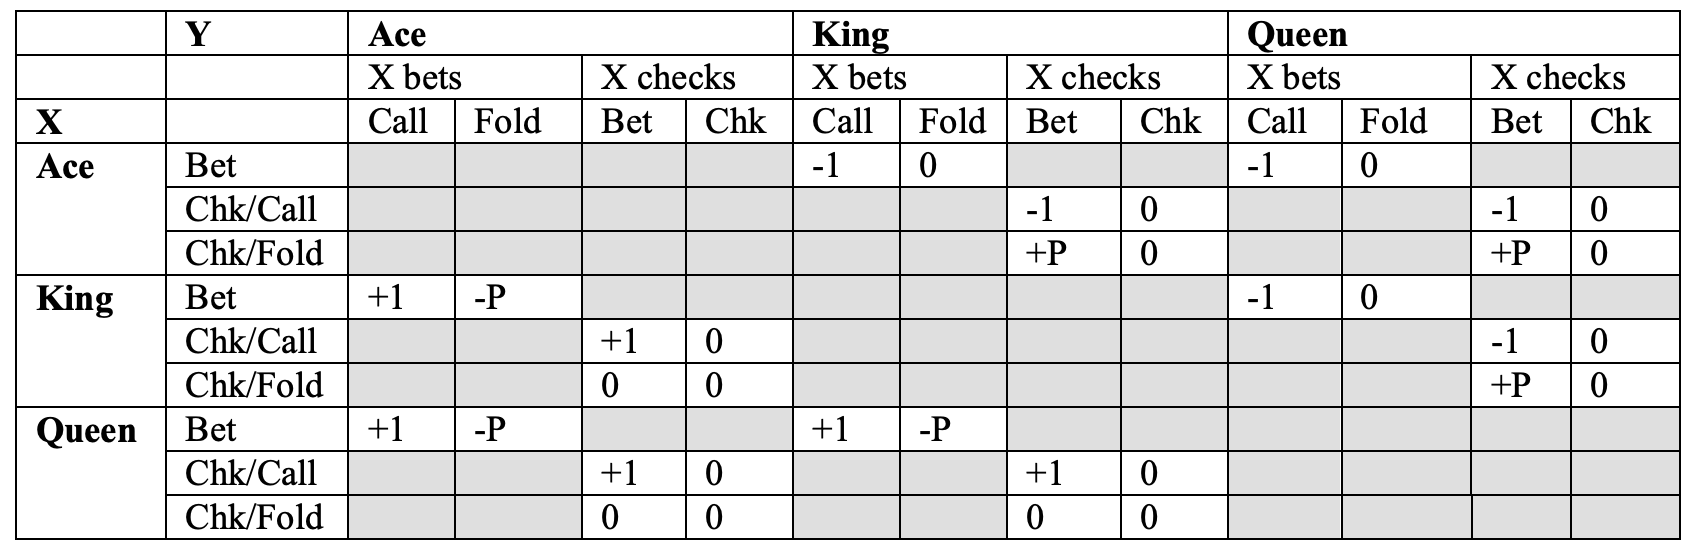 Y Ace King Queen
X bets X checks X bets X checks X bets X checks
X Call Fold Bet Chk Call Fold Bet Chk Call Fold Bet Chk
Ace Bet -1 0 -1 0
Chk/Call -1 0 -1 0
Chk/Fold +P 0 +P 0
King Bet +1 -P -1 0
Chk/Call +1 0 -1 0
Chk/Fold 0 0 +P 0
Queen Bet +1 -P +1 -P
Chk/Call +1 0 +1 0
Chk/Fold 0 0 0 0